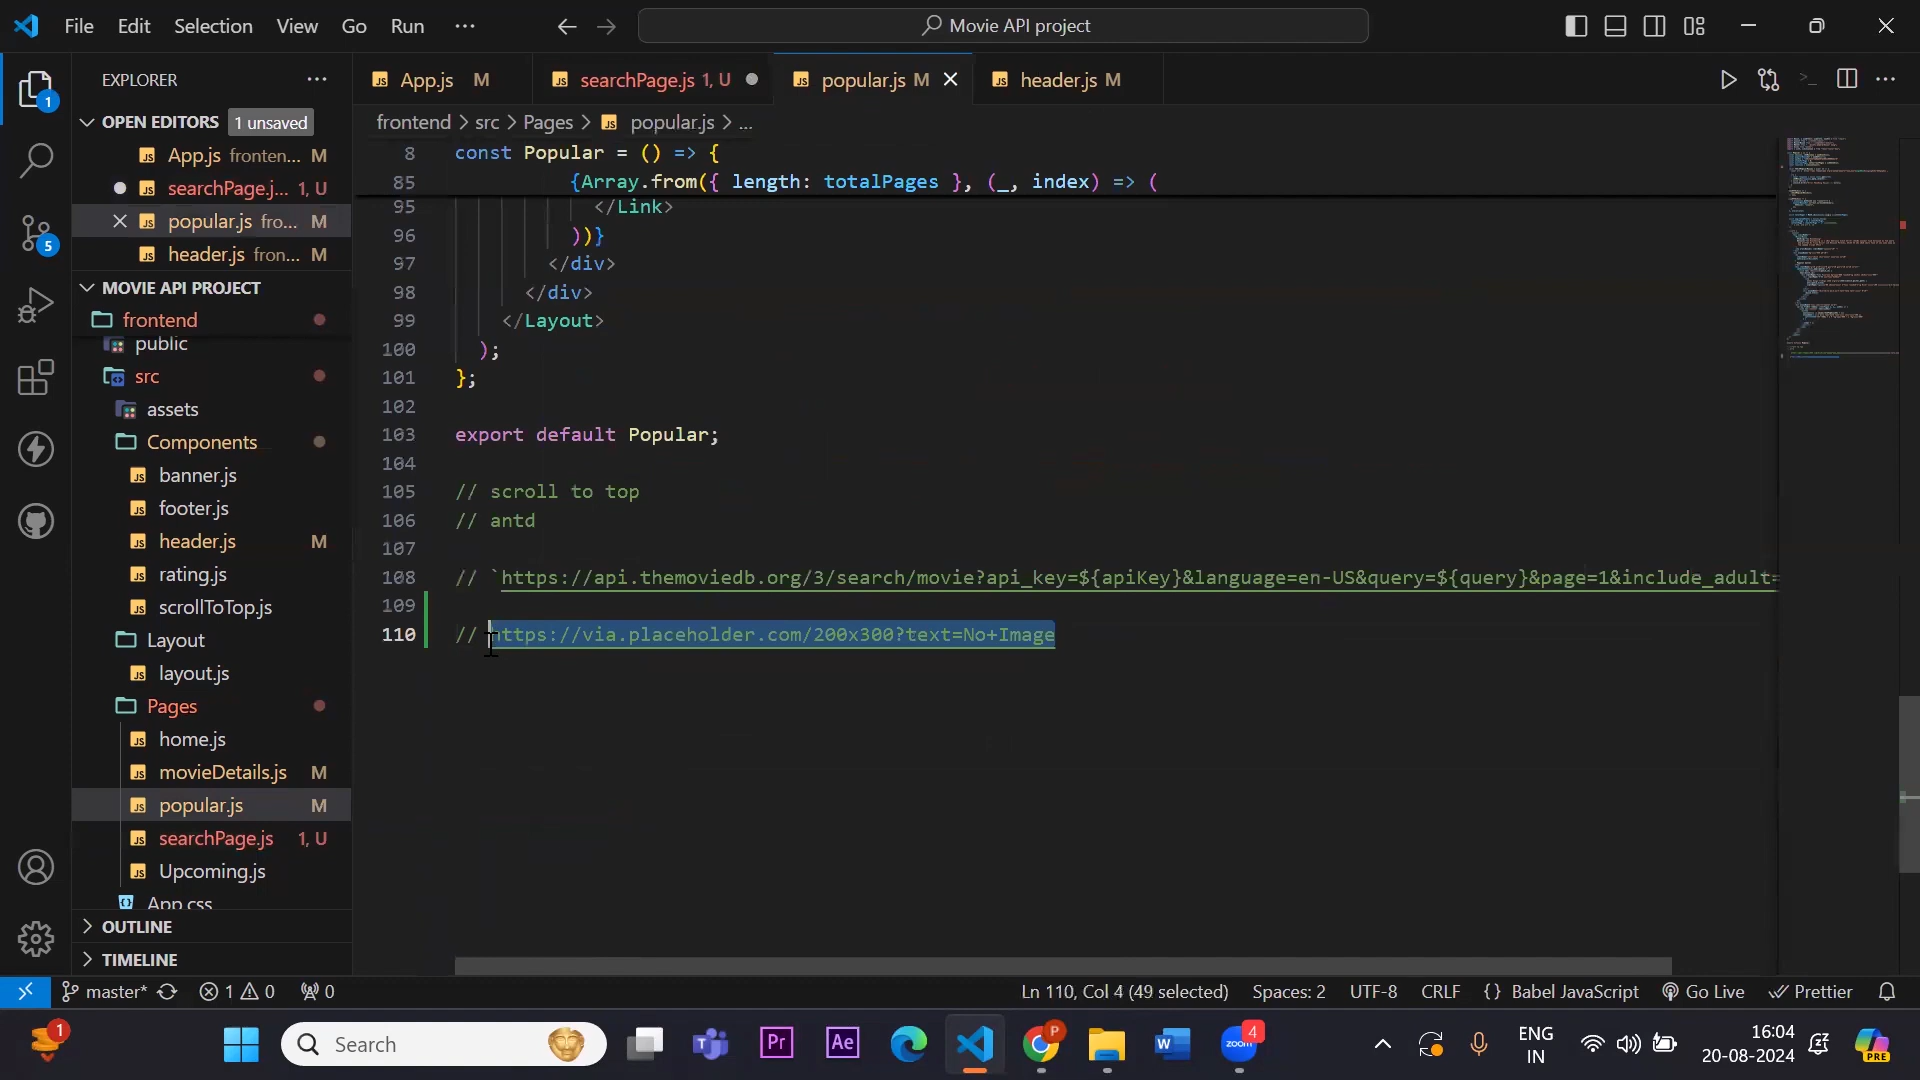 File Edit Selection View Go Run ···
Movie API project
EXPLORER ···
App.js M
searchPage.js 1, U
popular.js M
header.js M
OPEN EDITORS 1 unsaved
App.js fronten... M
searchPage.j... 1, U
popular.js fro... M
header.js fron... M
MOVIE API PROJECT
frontend
public
src
assets
Components
banner.js
footer.js
header.js M
rating.js
scrollToTop.js
Layout
layout.js
Pages
home.js
movieDetails.js M
popular.js M
searchPage.js 1, U
Upcoming.js
App.css
OUTLINE
TIMELINE
1
5
frontend > src > Pages > popular.js > ...
8 const Popular = () => {
85 {Array.from({ length: totalPages }, (_, index) => (
95 </Link>
96 ))}
97 </div>
98 </div>
99 </Layout>
100 );
101 };
102
103 export default Popular;
104
105 // scroll to top
106 // antd
107
108 // `https://api.themoviedb.org/3/search/movie?api_key=${apiKey}&language=en-US&query=${query}&page=1&include_adult=
109
110 // https://via.placeholder.com/200x300?text=No+Image
master* 1 0 0
Ln 110, Col 4 (49 selected) Spaces: 2 UTF-8 CRLF {} Babel JavaScript Go Live Prettier
1
Search
Pr
Ae
P
W
zoom
4
ENG
IN
16:04
20-08-2024
PRE